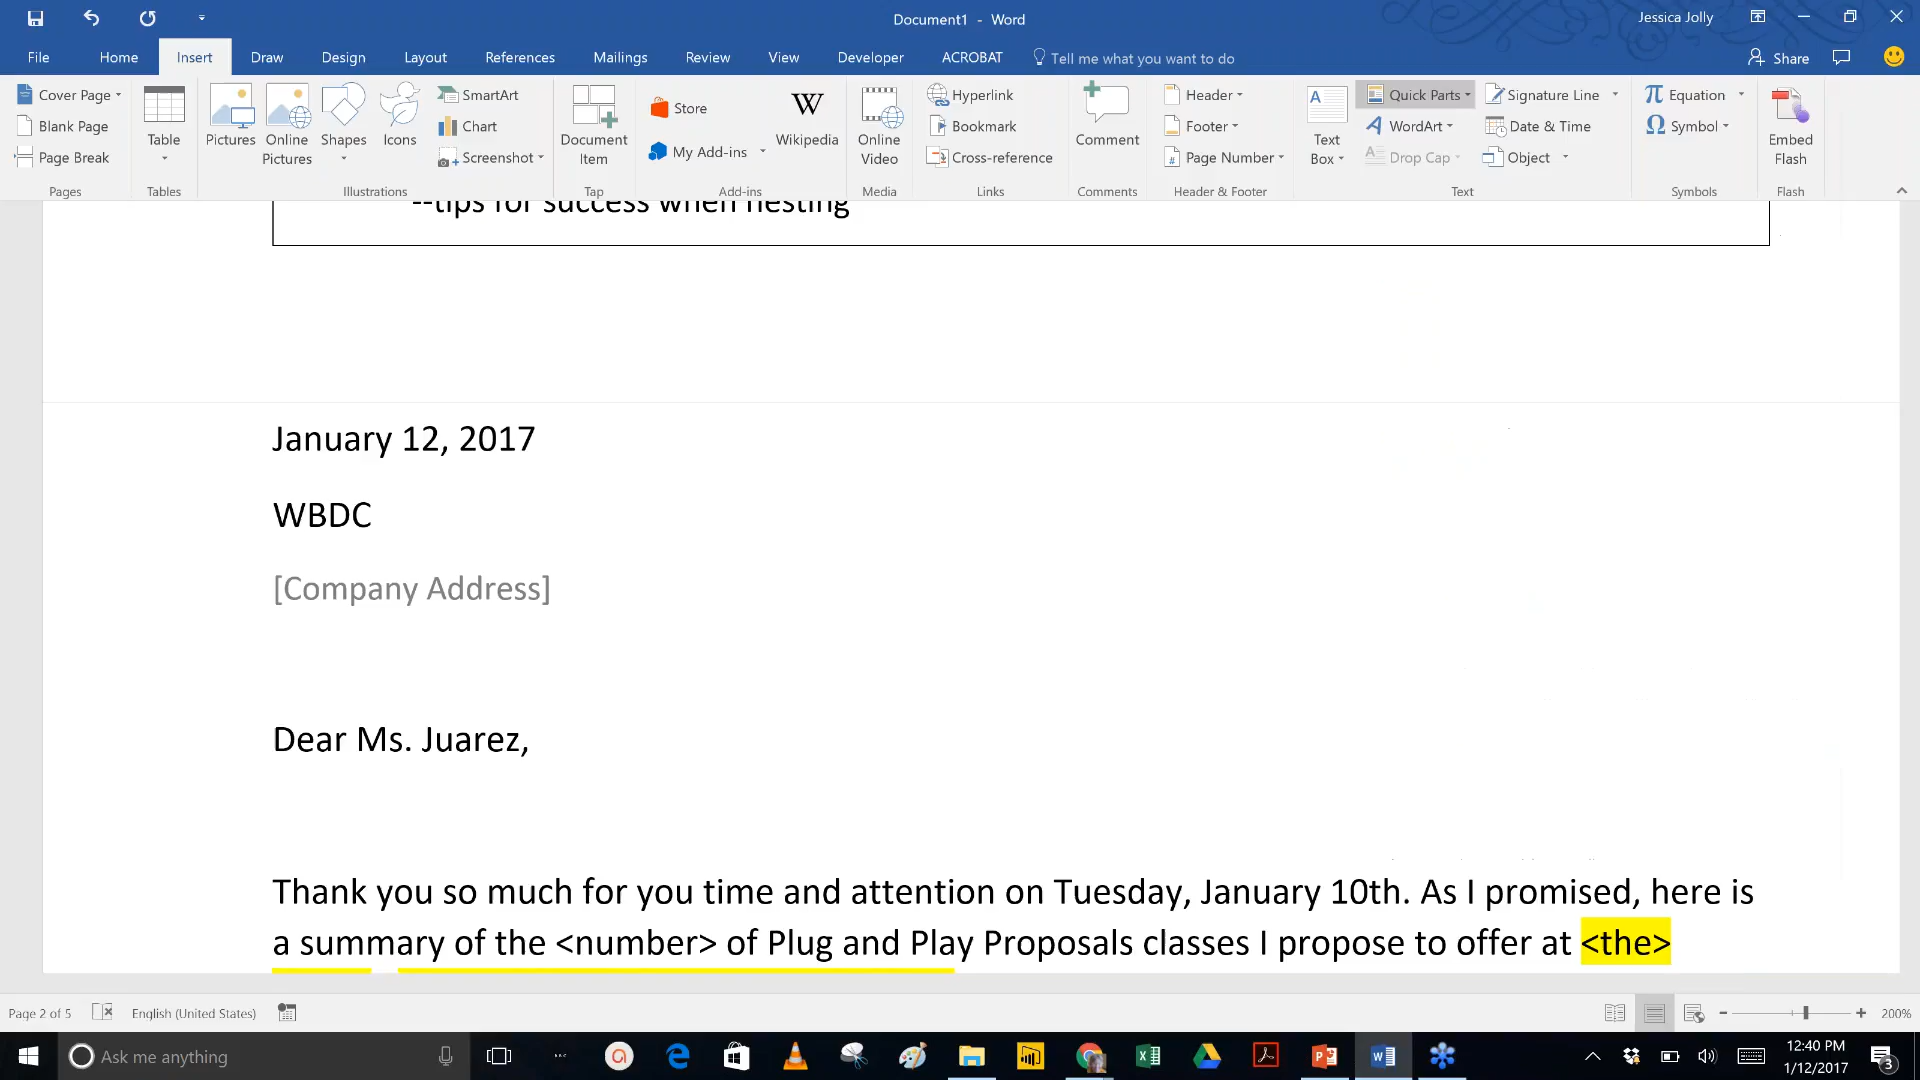 Document1 - Word
Jessica Jolly
File Home Insert Draw Design Layout References Mailings Review View Developer ACROBAT Tell me what you want to do Share
Cover Page
Blank Page
Page Break
Pages
Table
Tables
Pictures
Online Pictures
Shapes
Icons
SmartArt
Chart
Screenshot
Illustrations
Document Item
Tap
Store
My Add-ins
W
Wikipedia
Add-ins
Online Video
Media
Hyperlink
Bookmark
Cross-reference
Links
Comment
Comments
Header
Footer
Page Number
Header & Footer
Text Box
Quick Parts
WordArt
Drop Cap
Signature Line
Date & Time
Object
Text
Equation
Symbol
Symbols
Embed Flash
Flash
--tips for success when nesting
January 12, 2017
WBDC
[Company Address]
Dear Ms. Juarez,
Thank you so much for you time and attention on Tuesday, January 10th. As I promised, here is
a summary of the <number> of Plug and Play Proposals classes I propose to offer at <the>
Page 2 of 5 English (United States) 200%
Ask me anything
12:40 PM
1/12/2017
3